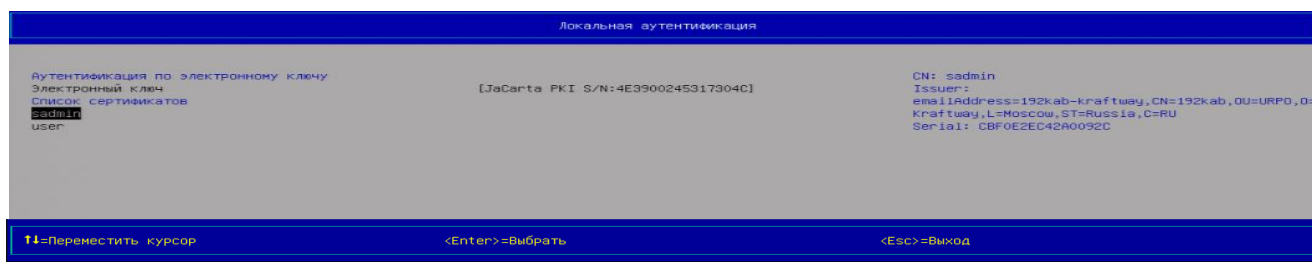 Локальная аутентификация
Аутентификация по электронному ключу
Электронный ключ [JaCarta PKI S/N:4E3900245317304C]
Список сертификатов
sadmin
user
CN: sadmin
Issuer:
emailAddress=192kab-kraftway,CN=192kab,OU=URPO,O=
Kraftway,L=Moscow,ST=Russia,C=RU
Serial: CBF0E2EC42A0092C
↑↓=Переместить курсор <Enter>=Выбрать <Esc>=Выход